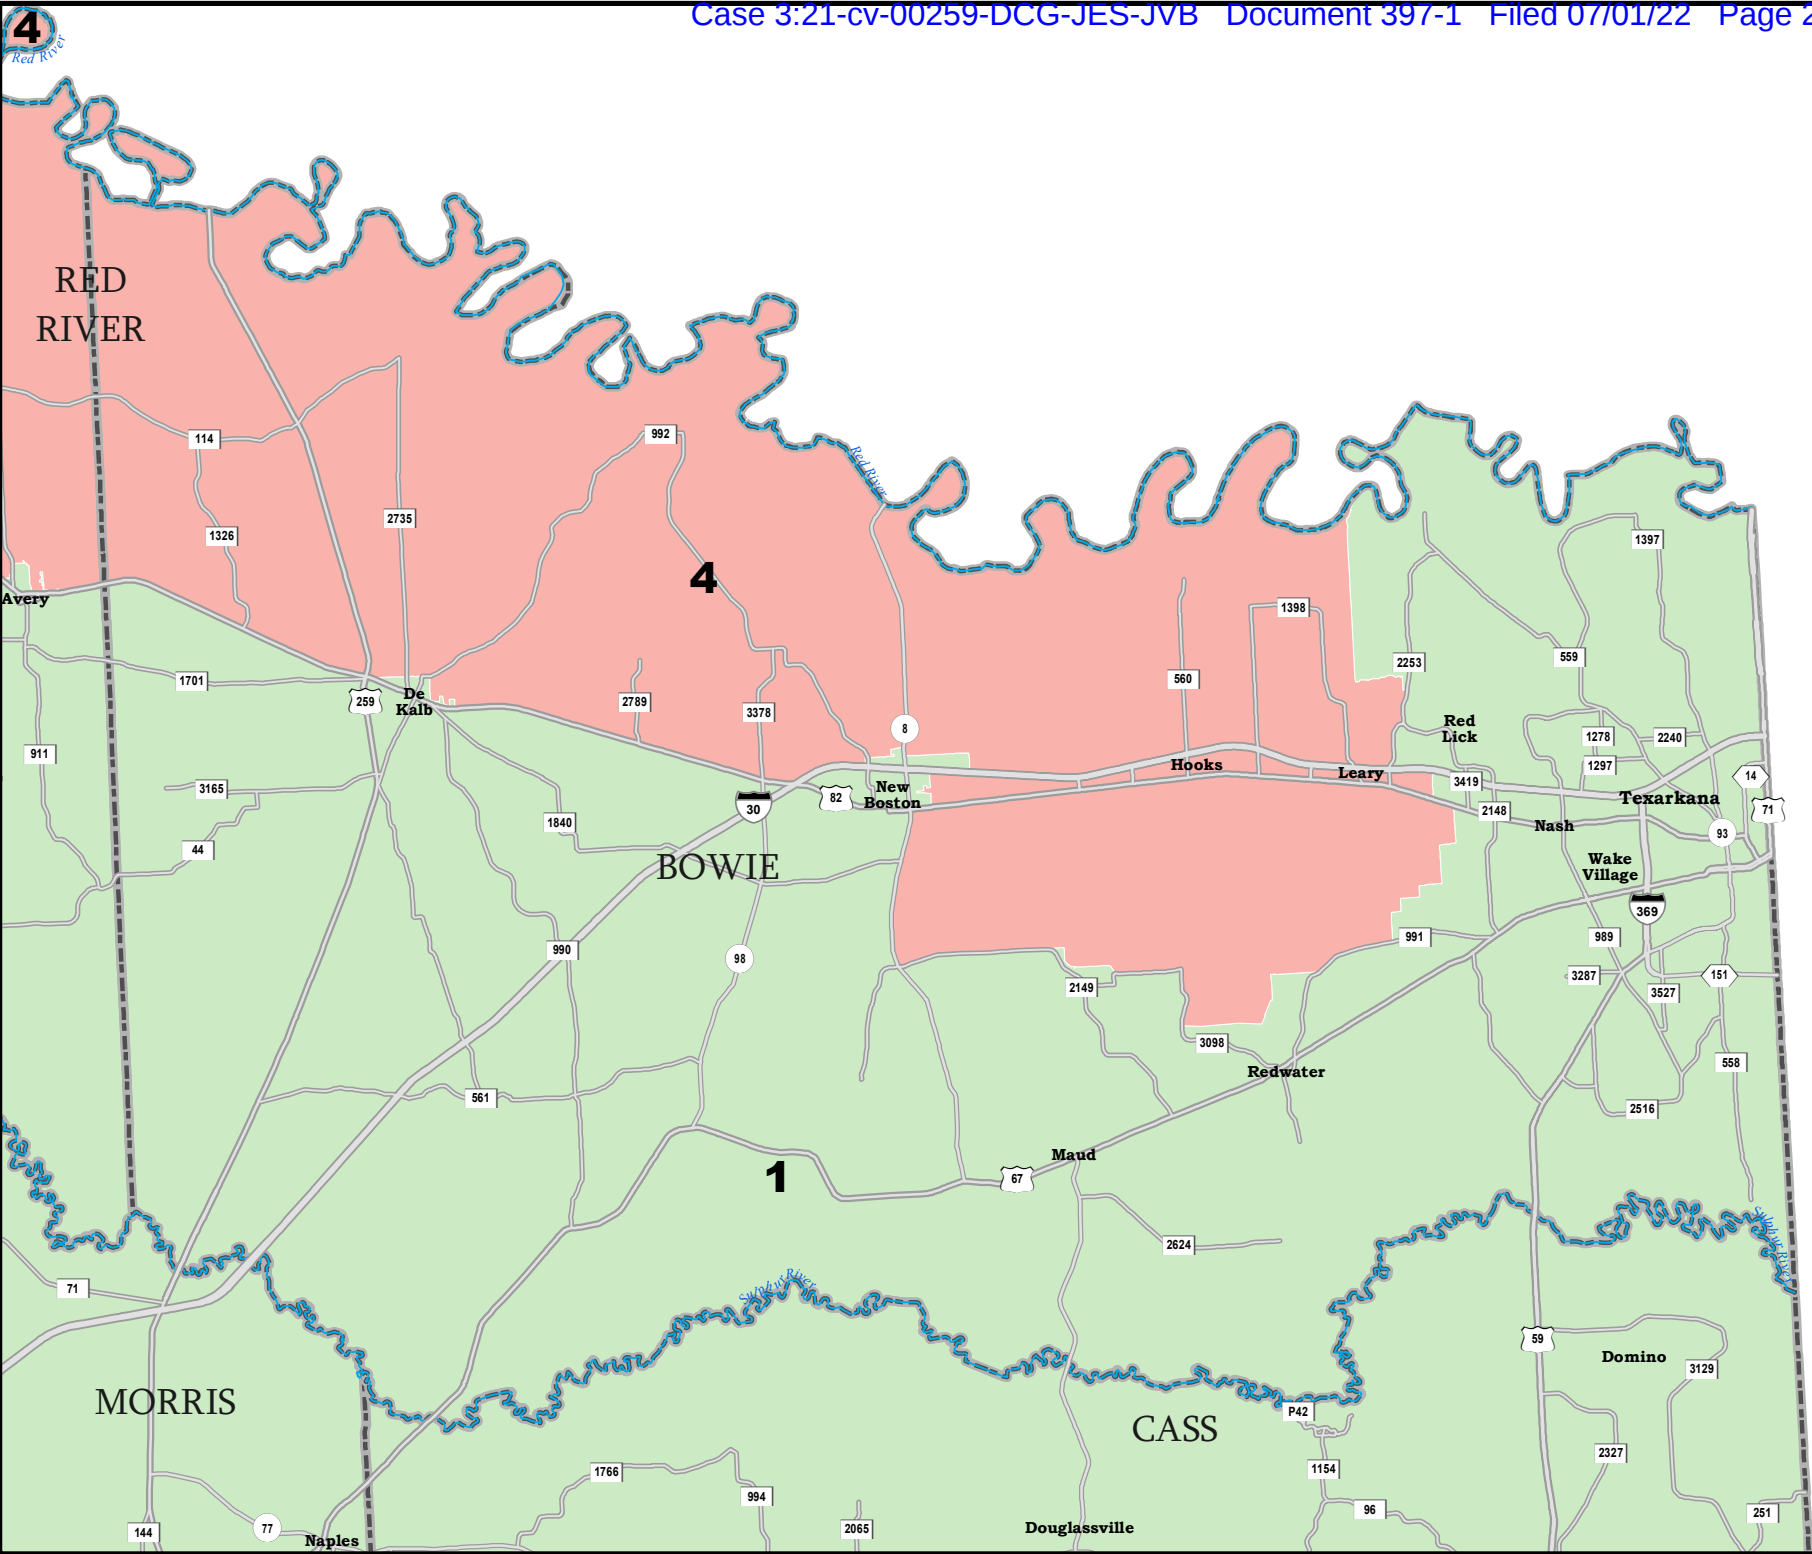 Case 3:21-cv-00259-DCG-JES-JVB Document 397-1 Filed 07/01/22 Page 2
4
Red River
RED
RIVER
114
992
Red River
2735
1326
1397
4
Avery
1398
559
2253
560
1701
259
De
Kalb
2789
3378
8
Red
Lick
1278
2240
911
Hooks
Leary
1297
14
3165
3419
30
82
New
Boston
Texarkana
71
2148
1840
Nash
93
44
BOWIE
Wake
Village
369
990
98
991
989
2149
3287
151
3527
3098
Redwater
558
561
2516
1
Maud
67
2624
Sulphur River
71
Sulphur River
59
Domino
3129
MORRIS
CASS
P42
1766
1154
2327
994
96
251
144
77
Naples
2065
Douglassville